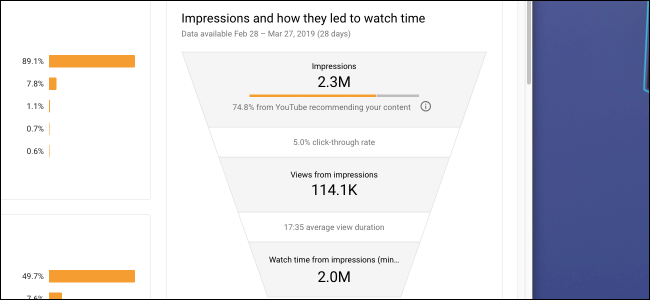 Impressions and how they led to watch time
Data available Feb 28 – Mar 27, 2019 (28 days)
89.1%
7.8%
1.1%
0.7%
0.6%
Impressions
2.3M
74.8% from YouTube recommending your content
5.0% click-through rate
Views from impressions
114.1K
17:35 average view duration
Watch time from impressions (min...
2.0M
49.7%
7.6%